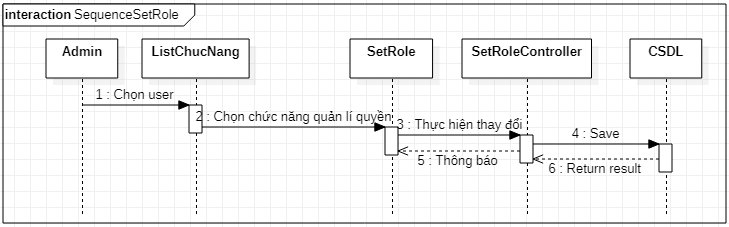 interaction SequenceSetRole
Admin
ListChucNang
SetRole
SetRoleController
CSDL
1 : Chọn user
2 : Chọn chức năng quản lí quyền
3 : Thực hiện thay đổi
4 : Save
5 : Thông báo
6 : Return result